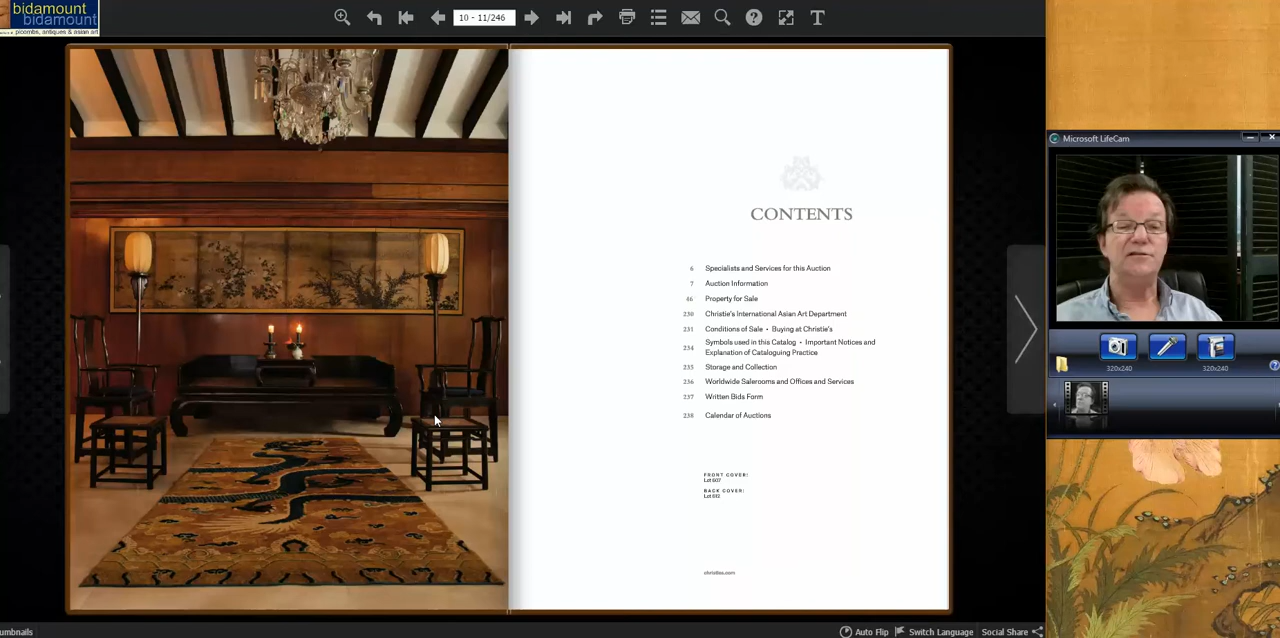 bidamount
bidamount
10 - 11/246
T
Microsoft LifeCam
CONTENTS
6 Specialists and Services for this Auction
7 Auction Information
46 Property for Sale
230 Christie's International Asian Art Department
231 Conditions of Sale • Buying at Christie's
234 Symbols used in this Catalog • Important Notices and
Explanation of Cataloguing Practice
235 Storage and Collection
236 Worldwide Salerooms and Offices and Services
237 Written Bids Form
238 Calendar of Auctions
FRONT COVER:
Lot 607
BACK COVER:
Lot 612
christies.com
320x240
320x240
umbnails
Auto Flip
Switch Language
Social Share